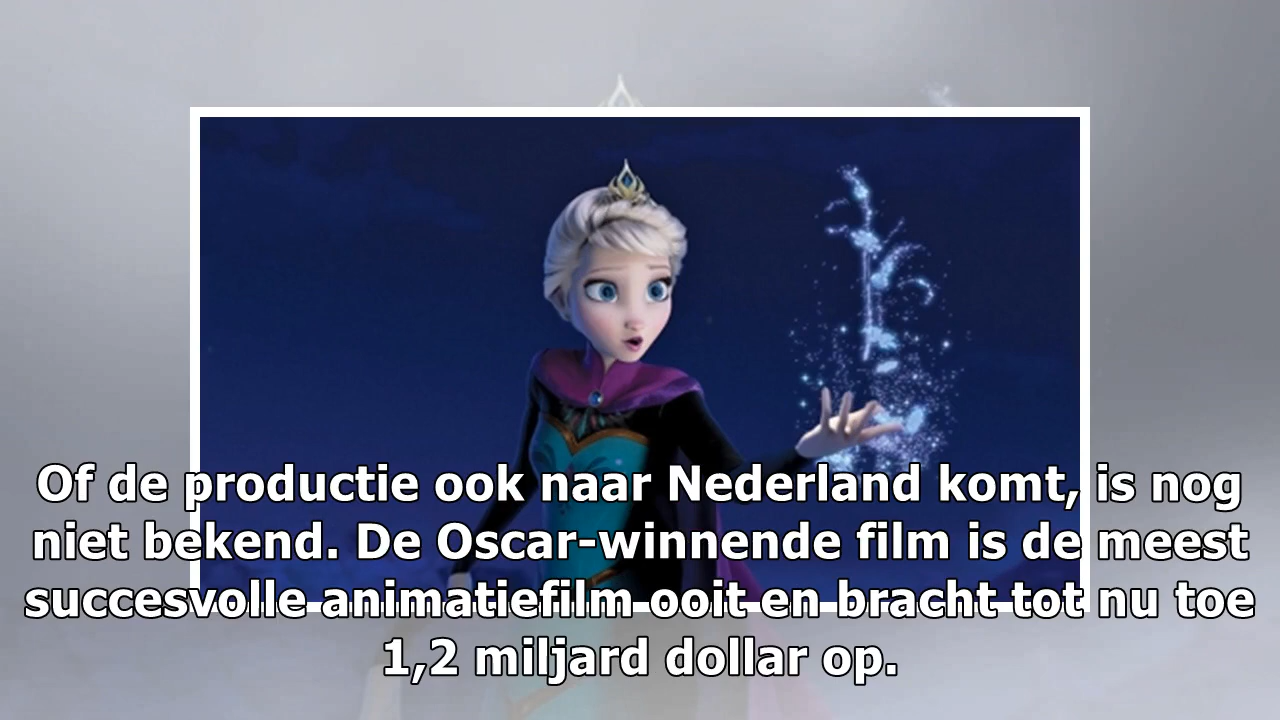 Of de productie ook naar Nederland komt, is nog
niet bekend. De Oscar-winnende film is de meest
succesvolle animatiefilm ooit en bracht tot nu toe
1,2 miljard dollar op.